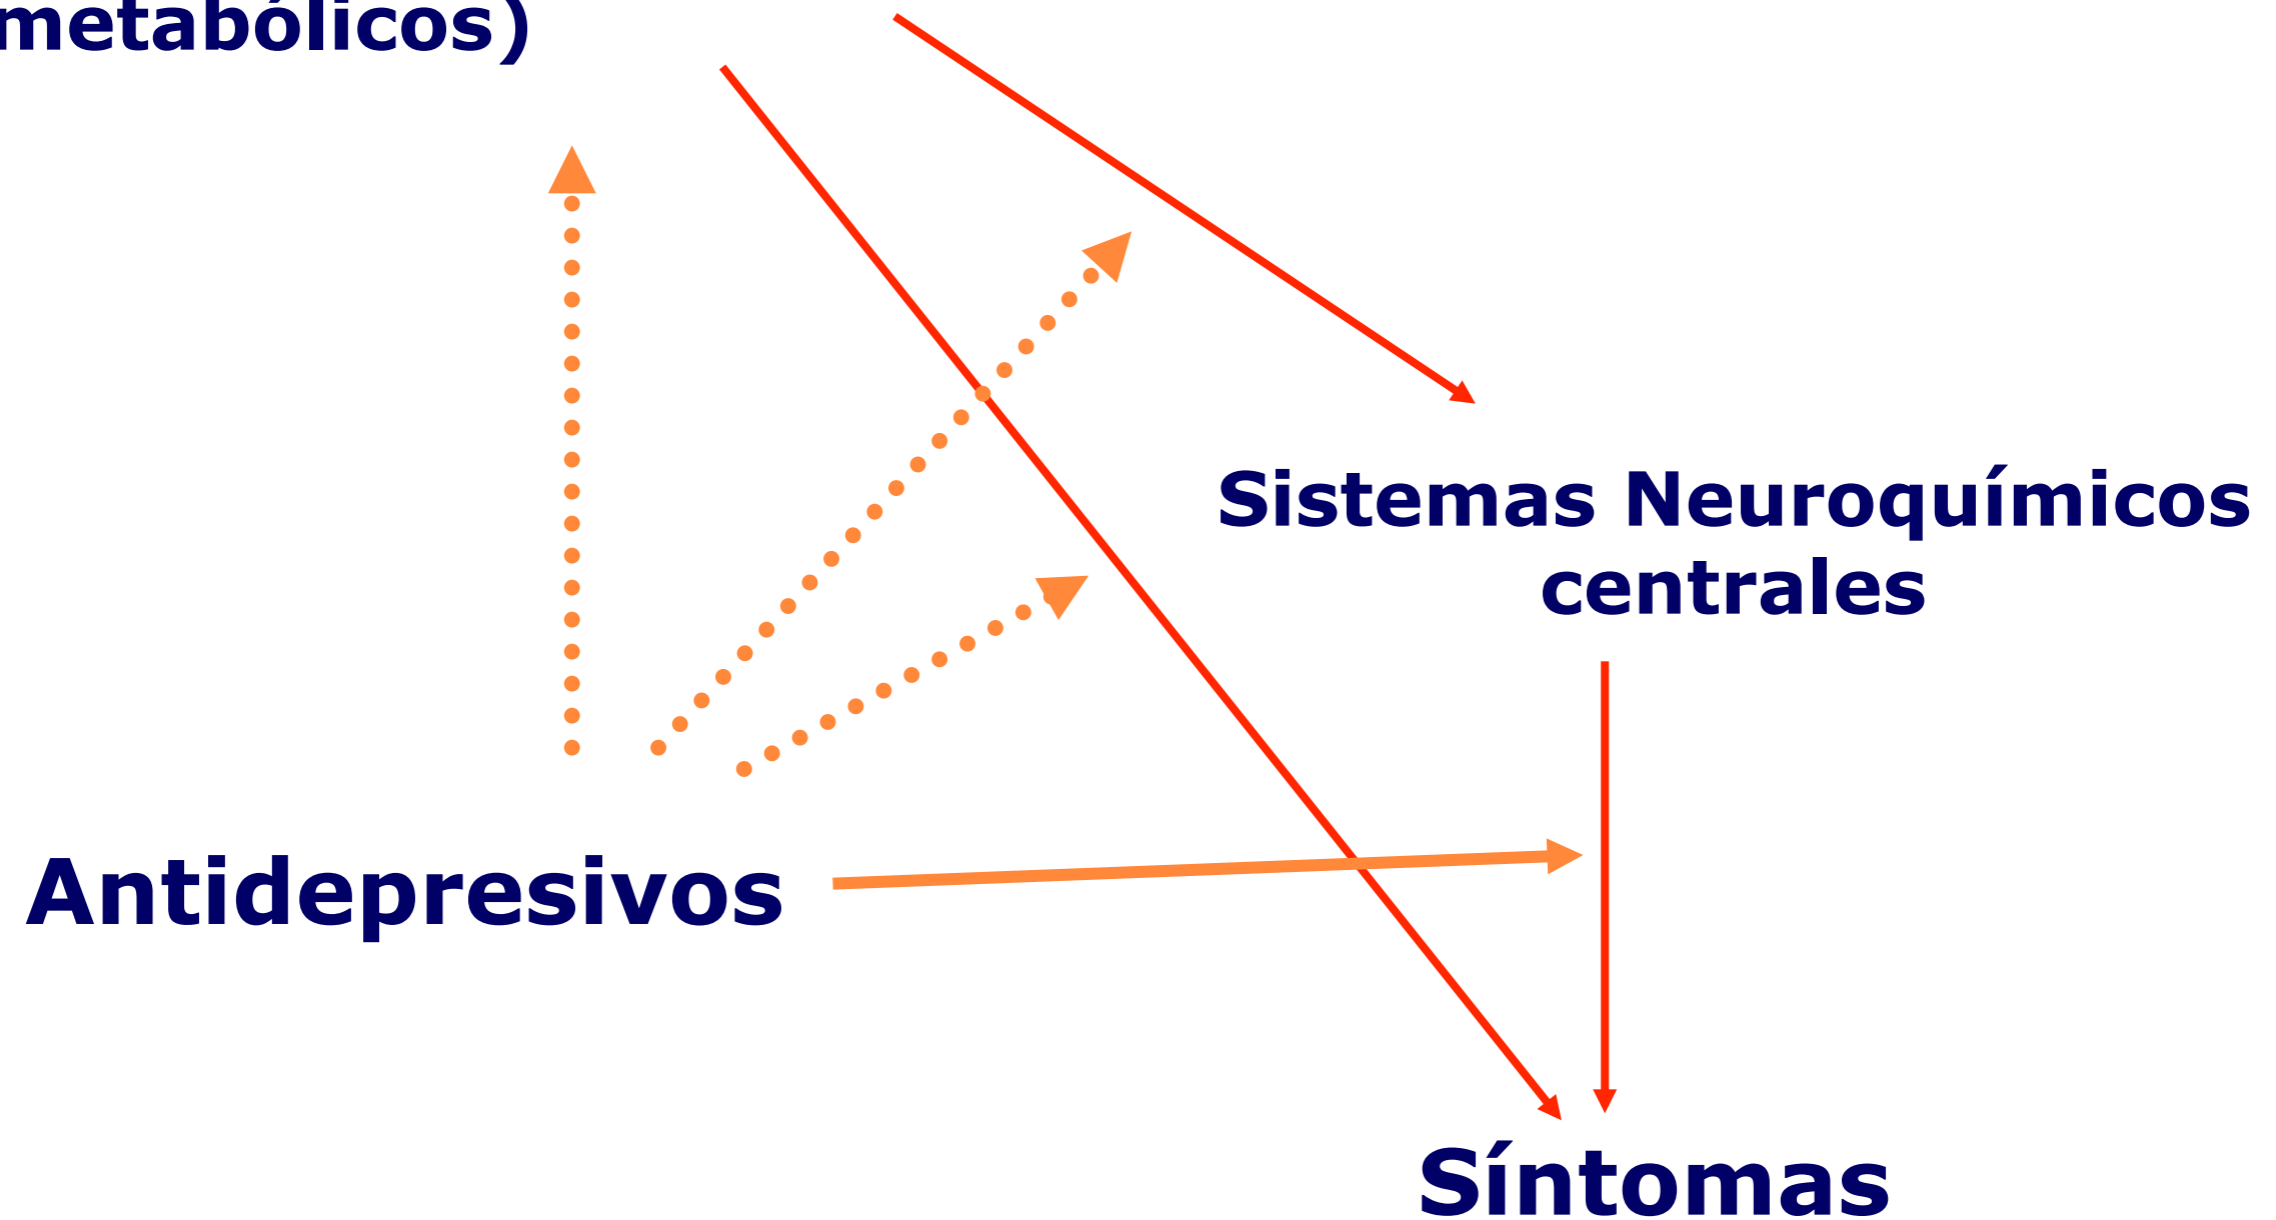 metabólicos)
Sistemas Neuroquímicos
centrales
Antidepresivos
Síntomas